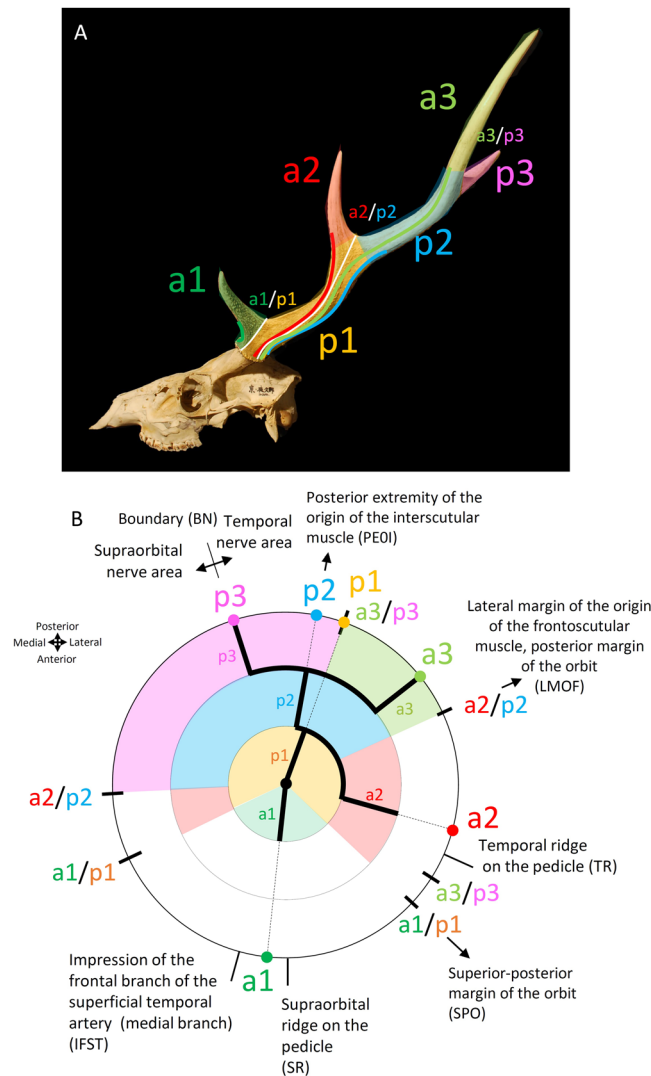 A
a3
a3/p3
p3
a2
a2/p2
p2
a1
a1/p1
p1
B
Boundary (BN)
Temporal
nerve area
Supraorbital
nerve area
Posterior extremity of the
origin of the interscutular
muscle (PE0I)
p3
p2
p1
a3/p3
Posterior
Medial
Lateral
Anterior
Lateral margin of the origin
of the frontoscutular
muscle, posterior margin
of the orbit
(LMOF)
a3
a2/p2
p3
p2
a3
p1
a2
a1
a2/p2
a2
a1/p1
Temporal ridge
on the pedicle (TR)
a3/p3
a1/p1
Superior-posterior
margin of the orbit
(SPO)
a1
Impression of the
frontal branch of the
superficial temporal
artery (medial branch)
(IFST)
Supraorbital
ridge on the
pedicle
(SR)